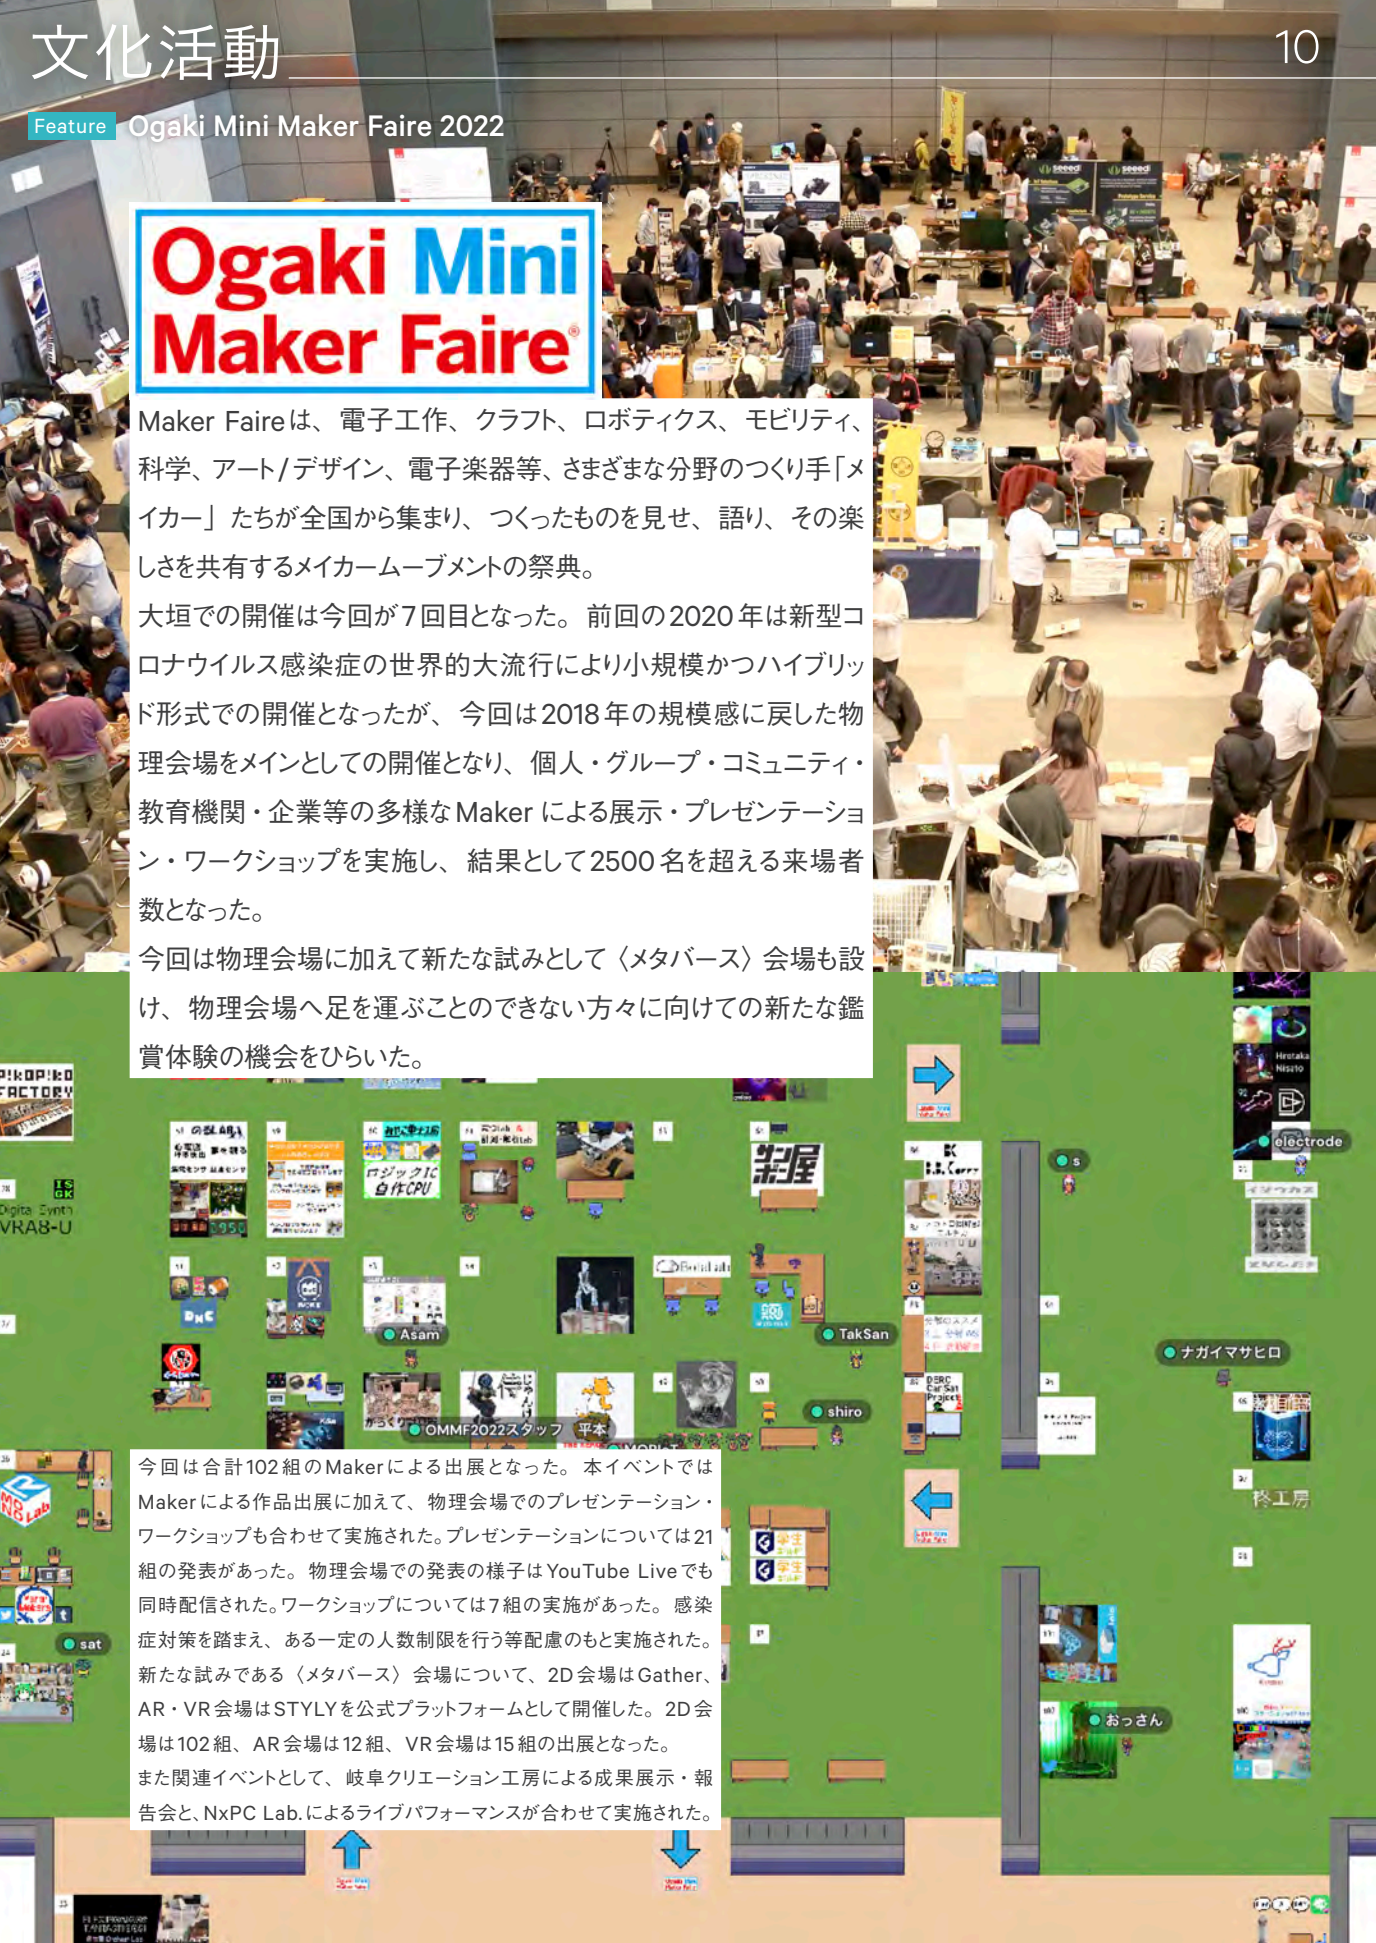 文化活動
10
Feature Ogaki Mini Maker Faire 2022
Ogaki Mini
Maker Faire®
seeed
seeed
Maker Faireは、電子工作、クラフト、ロボティクス、モビリティ、
科学、アート/デザイン、電子楽器等、さまざまな分野のつくり手「メ
イカー」たちが全国から集まり、つくったものを見せ、語り、その楽
しさを共有するメイカームーブメントの祭典。
大垣での開催は今回が7回目となった。前回の2020年は新型コ
ロナウイルス感染症の世界的大流行により小規模かつハイブリッ
ド形式での開催となったが、今回は2018年の規模感に戻した物
理会場をメインとしての開催となり、個人・グループ・コミュニティ・
教育機関・企業等の多様なMakerによる展示・プレゼンテーショ
ン・ワークショップを実施し、結果として2500名を超える来場者
数となった。
今回は物理会場に加えて新たな試みとして〈メタバース〉会場も設
け、物理会場へ足を運ぶことのできない方々に向けての新たな鑑
賞体験の機会をひらいた。
P!KOP!KO
FACTORY
Hirotaka
Nisato
electrode
s
ロジックIC
自作CPU
ISGK
Digital Synth
VRA8-U
DMC
Asam
TakSan
ナガイマサヒロ
shiro
OMMF2022スタッフ 平本
DERC
CanSat
Project
MONO Lab
柊工房
学生
学生
sat
おっさん
今回は合計102組のMakerによる出展となった。本イベントでは
Makerによる作品出展に加えて、物理会場でのプレゼンテーション・
ワークショップも合わせて実施された。プレゼンテーションについては21
組の発表があった。物理会場での発表の様子はYouTube Liveでも
同時配信された。ワークショップについては7組の実施があった。感染
症対策を踏まえ、ある一定の人数制限を行う等配慮のもと実施された。
新たな試みである〈メタバース〉会場について、2D会場はGather、
AR・VR会場はSTYLYを公式プラットフォームとして開催した。2D会
場は102組、AR会場は12組、VR会場は15組の出展となった。
また関連イベントとして、岐阜クリエーション工房による成果展示・報
告会と、NxPC Lab.によるライブパフォーマンスが合わせて実施された。